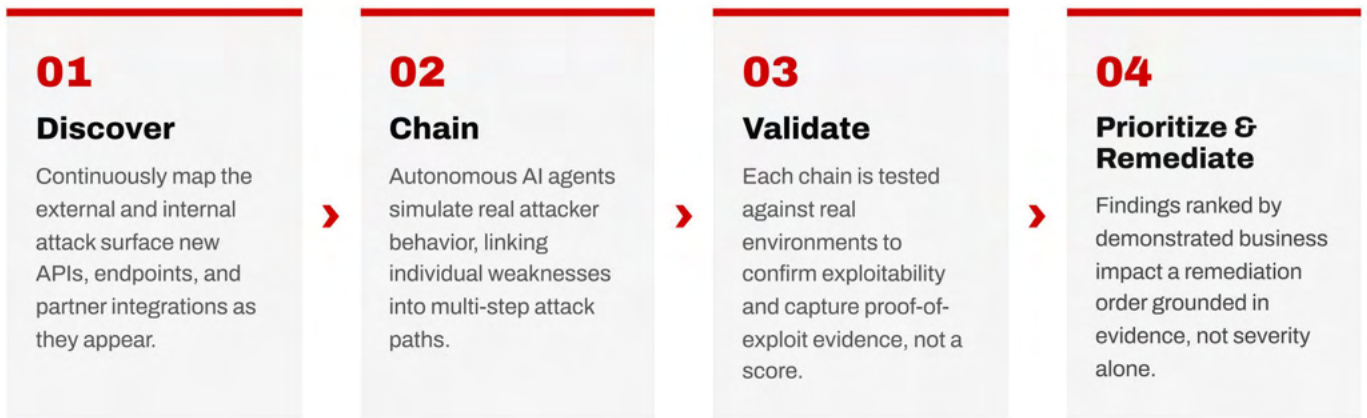 01
Discover
Continuously map the
external and internal
attack surface new
APIs, endpoints, and
partner integrations as
they appear.
›
02
Chain
Autonomous AI agents
simulate real attacker
behavior, linking
individual weaknesses
into multi-step attack
paths.
›
03
Validate
Each chain is tested
against real
environments to
confirm exploitability
and capture proof-of-
exploit evidence, not a
score.
›
04
Prioritize &
Remediate
Findings ranked by
demonstrated business
impact a remediation
order grounded in
evidence, not severity
alone.